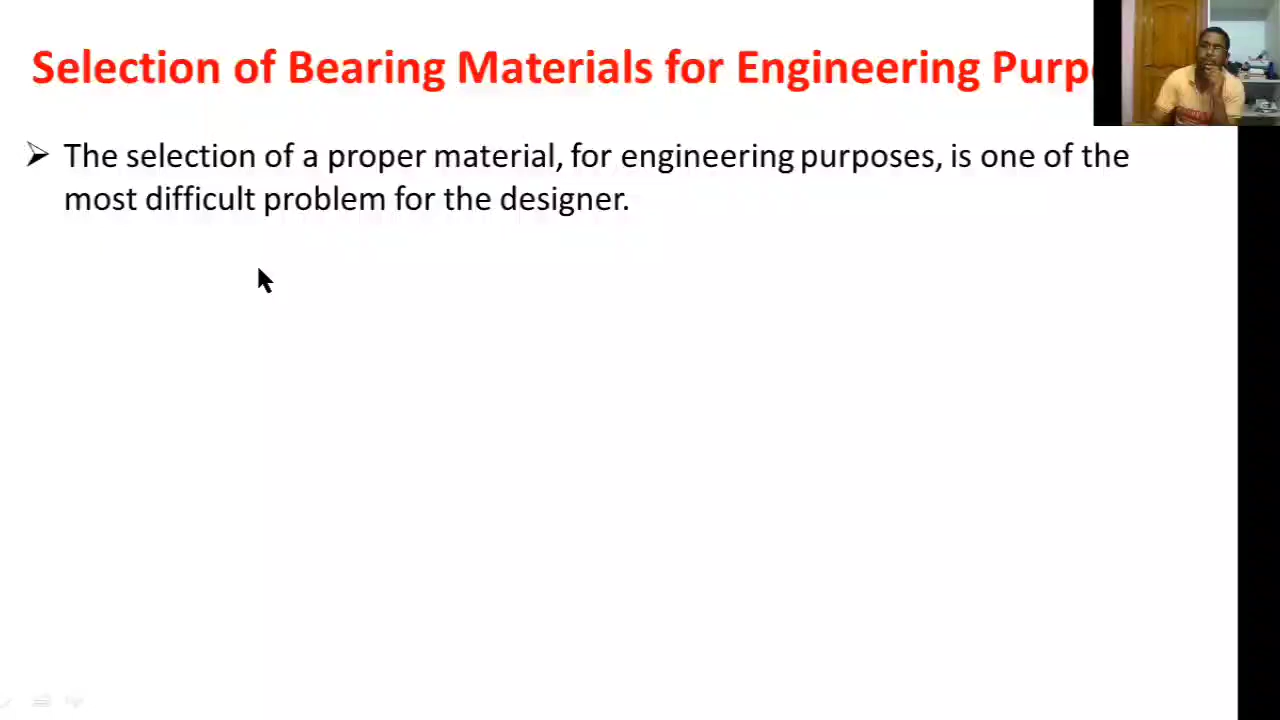 Selection of Bearing Materials for Engineering Purp
The selection of a proper material, for engineering purposes, is one of the
most difficult problem for the designer.